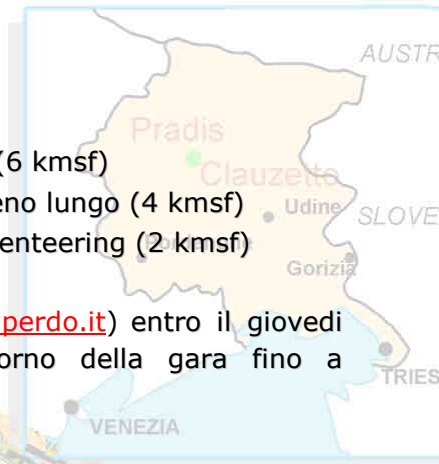 AUSTR
Pradis
(6 kmsf)
Clauzetto
eno lungo (4 kmsf)
Udine
SLOVE
enteering (2 kmsf)
Pordenone
Gorizia
perdo.it) entro il giovedi
orno della gara fino a
TRIES
VENEZIA